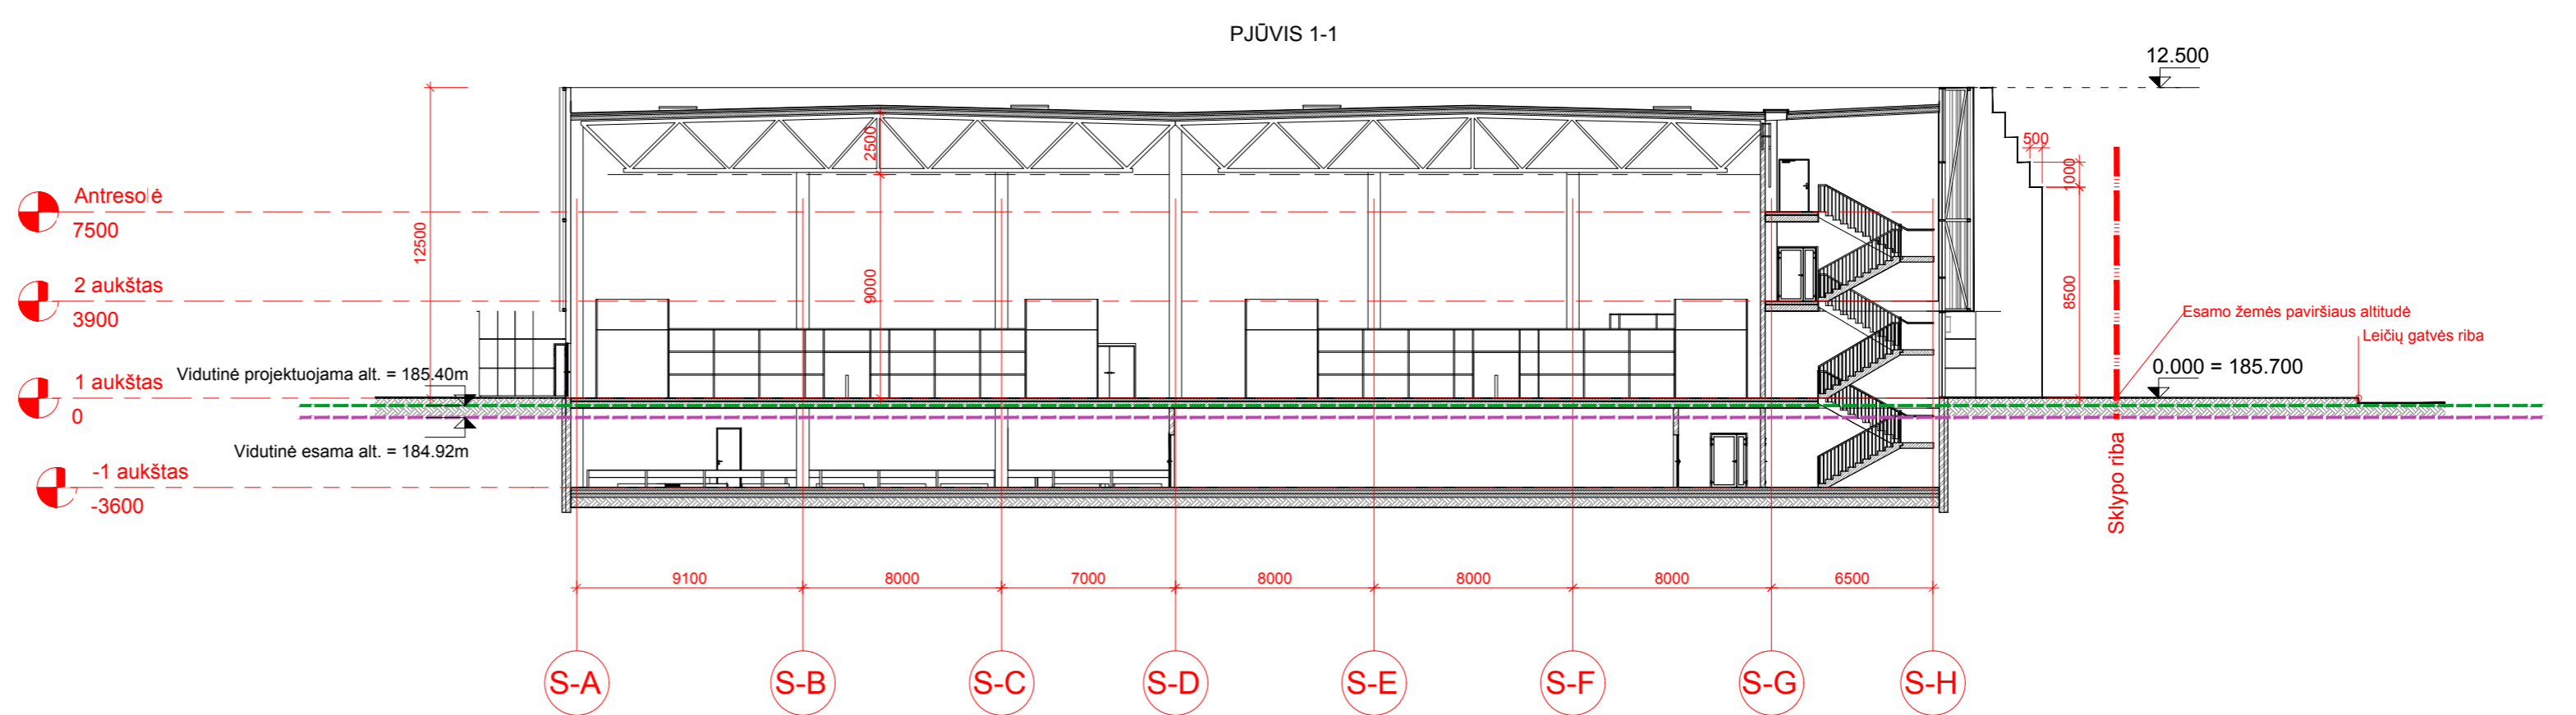 PJŪVIS 1-1
12.500
500
1000
2500
Antresolė
7500
12500
2 aukštas
3900
9000
8500
Esamo žemės paviršiaus altitudė
Leičių gatvės riba
Vidutinė projektuojama alt. = 185.40m
0.000 = 185.700
1 aukštas
0
Vidutinė esama alt. = 184.92m
-1 aukštas
-3600
Sklypo riba
9100
8000
7000
8000
8000
8000
6500
S-A
S-B
S-C
S-D
S-E
S-F
S-G
S-H